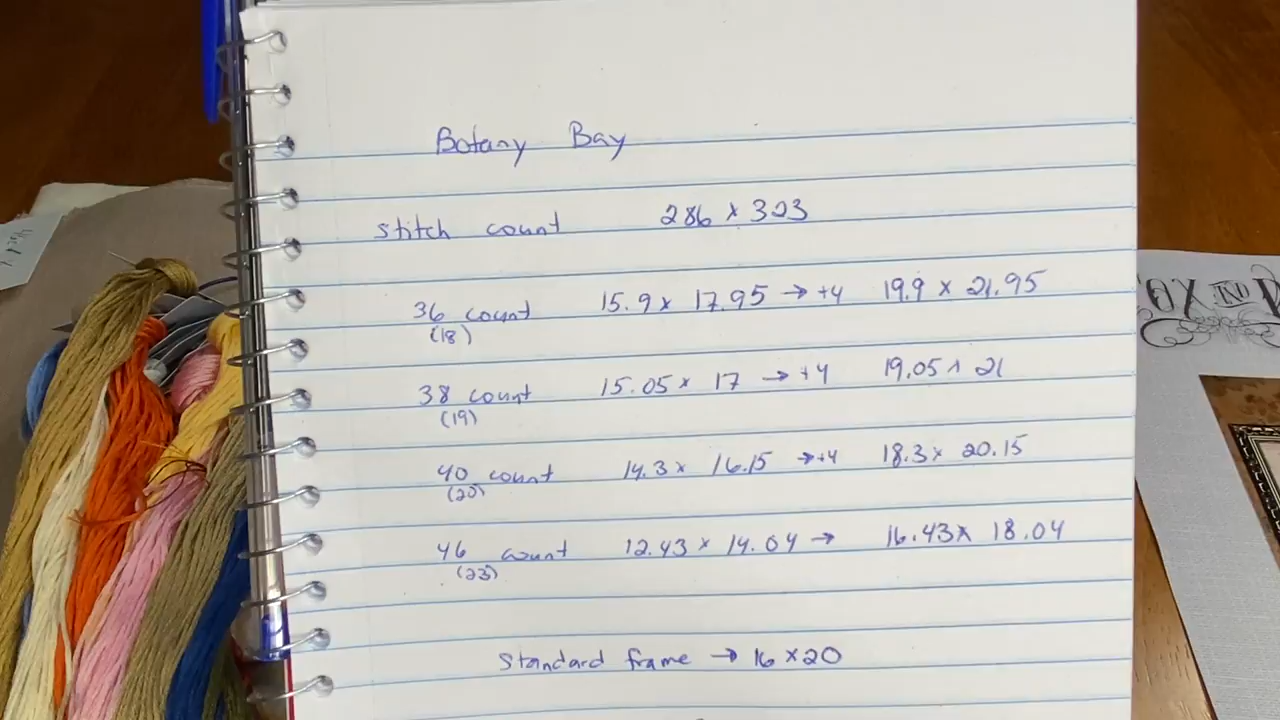 Botany Bay
stitch count 286 x 323
36 count 15.9 x 17.95 → +4 19.9 x 21.95
(18)
38 count 15.05 x 17 → +4 19.05 x 21
(19)
40 count 14.3 x 16.15 → +4 18.3 x 20.15
(20)
46 count 12.43 x 14.04 → 16.43 x 18.04
(23)
Standard frame → 16 x 20